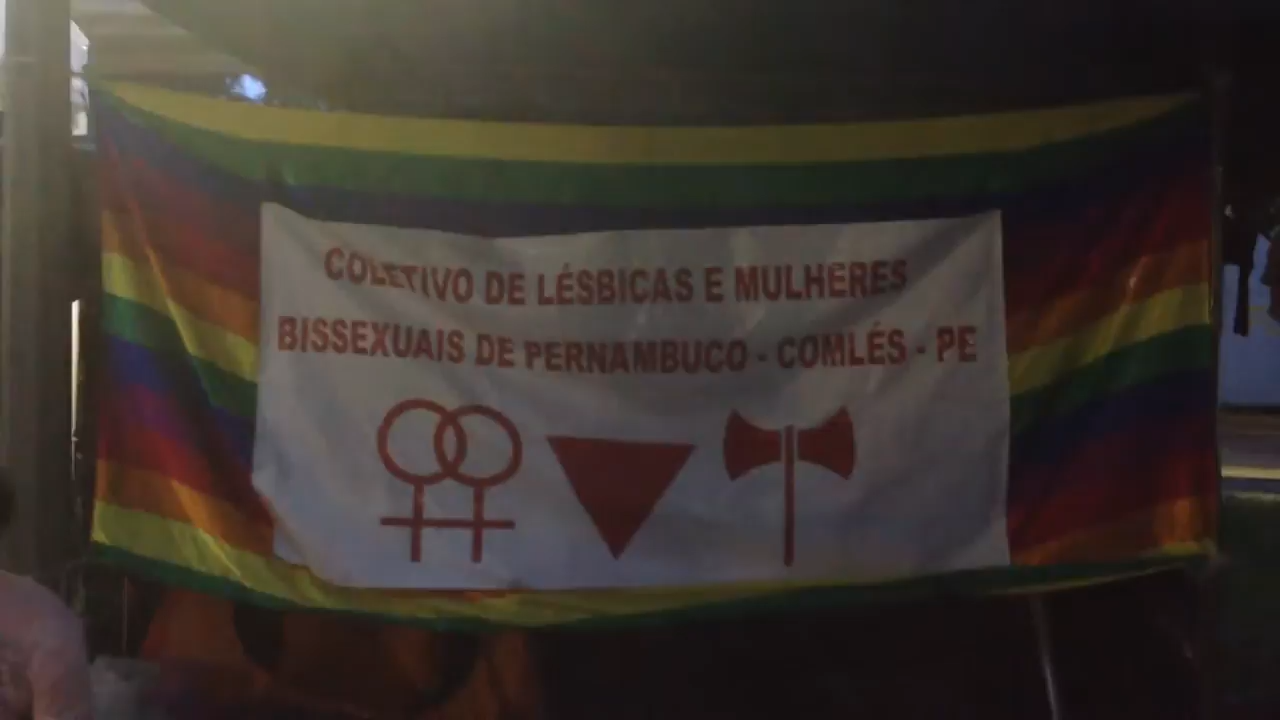 COLETIVO DE LÉSBICAS E MULHERES
BISSEXUAIS DE PERNAMBUCO - COMLÉS - PE